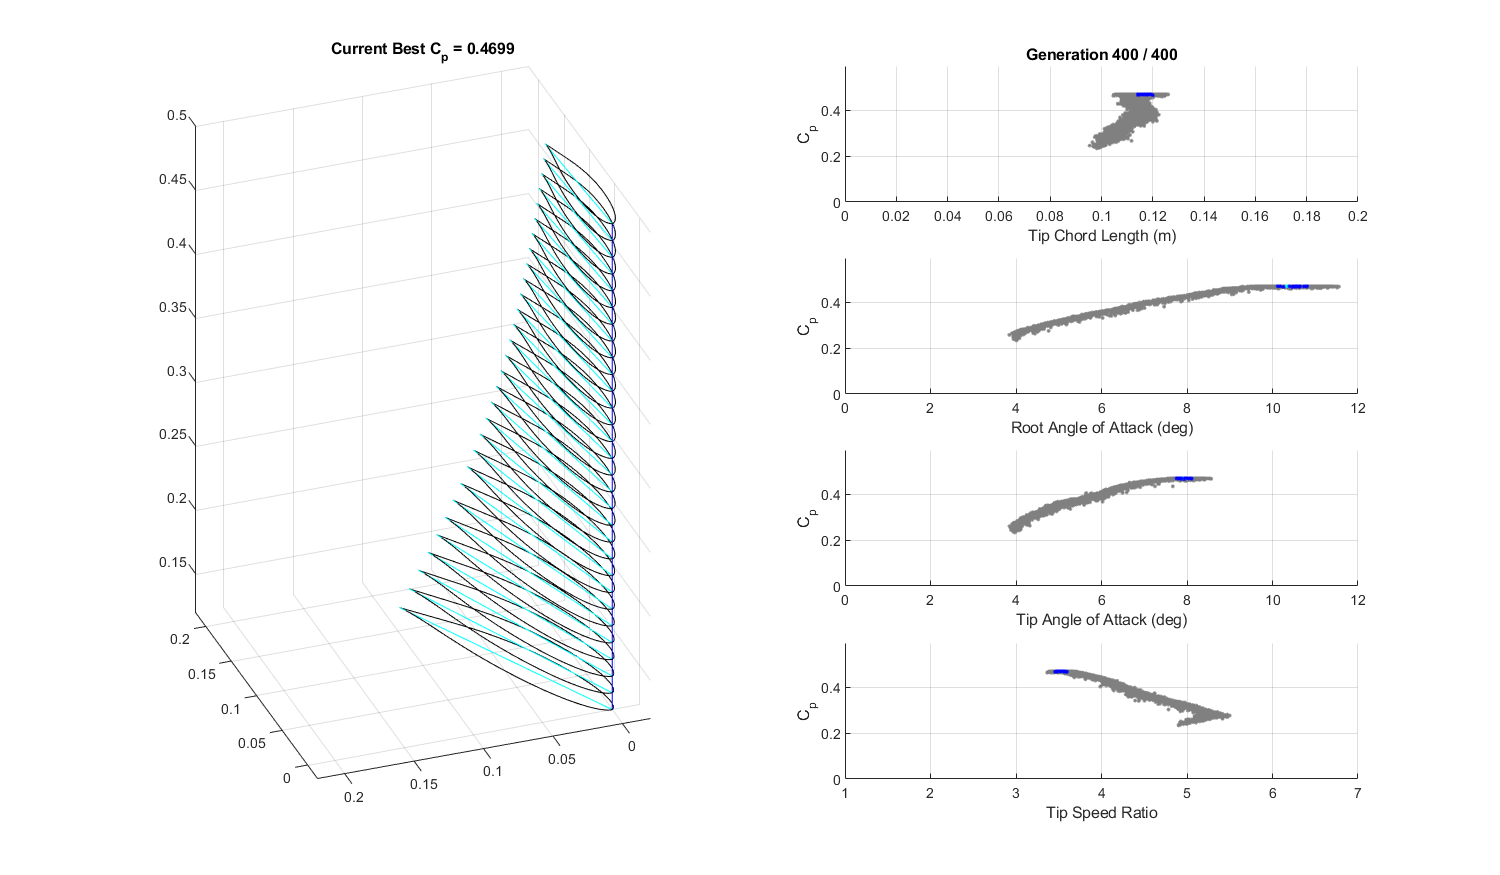 Current Best Cp = 0.4699
0.5
0.45
0.4
0.35
0.3
0.25
0.2
0.15
0.2
0.15
0.1
0.05
0
0.2
0.15
0.1
0.05
0
Generation 400 / 400
Cp
0.4
0.2
0
0 0.02 0.04 0.06 0.08 0.1 0.12 0.14 0.16 0.18 0.2
Tip Chord Length (m)
Cp
0.4
0.2
0
0 2 4 6 8 10 12
Root Angle of Attack (deg)
Cp
0.4
0.2
0
0 2 4 6 8 10 12
Tip Angle of Attack (deg)
Cp
0.4
0.2
0
1 2 3 4 5 6 7
Tip Speed Ratio